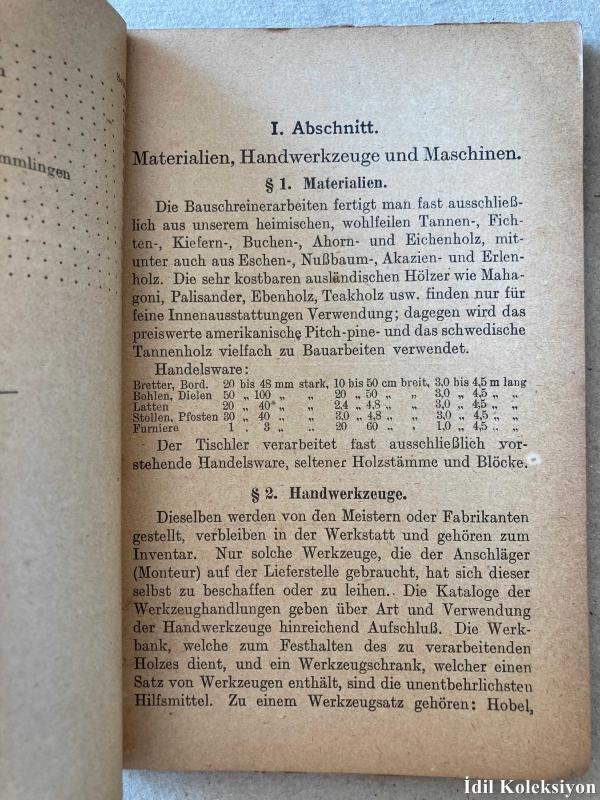 mmlingen
I. Abschnitt.
Materialien, Handwerkzeuge und Maschinen.
§ 1. Materialien.
Die Bauschreinerarbeiten fertigt man fast ausschließ-
lich aus unserem heimischen, wohlfeilen Tannen-, Fich-
ten-, Kiefern-, Buchen-, Ahorn- und Eichenholz, mit-
unter auch aus Eschen-, Nußbaum-, Akazien- und Erlen-
holz. Die sehr kostbaren ausländischen Hölzer wie Maha-
goni, Palisander, Ebenholz, Teakholz usw. finden nur für
feine Innenausstattungen Verwendung; dagegen wird das
preiswerte amerikanische Pitch-pine- und das schwedische
Tannenholz vielfach zu Bauarbeiten verwendet.
Handelsware:
Bretter, Bord. 20 bis 48 mm stark, 10 bis 50 cm breit, 3,0 bis 4,5 m lang
Bohlen, Dielen 50 „ 100 „ „ 20 „ 50 „ „ 3,0 „ 4,5 „ „
Latten 20 „ 40 „ „ 2,4 „ 4,8 „ „ 3,0 „ 4,5 „ „
Stollen, Pfosten 30 „ 40 „ „ 3,0 „ 4,8 „ „ 3,0 „ 4,5 „ „
Furniere 1 „ 3 „ „ 20 60 „ „ 1,0 „ 4,5 „ „
Der Tischler verarbeitet fast ausschließlich vor-
stehende Handelsware, seltener Holzstämme und Blöcke.
§ 2. Handwerkzeuge.
Dieselben werden von den Meistern oder Fabrikanten
gestellt, verbleiben in der Werkstatt und gehören zum
Inventar. Nur solche Werkzeuge, die der Anschläger
(Monteur) auf der Lieferstelle gebraucht, hat sich dieser
selbst zu beschaffen oder zu leihen. Die Kataloge der
Werkzeughandlungen geben über Art und Verwendung
der Handwerkzeuge hinreichend Aufschluß. Die Werk-
bank, welche zum Festhalten des zu verarbeitenden
Holzes dient, und ein Werkzeugschrank, welcher einen
Satz von Werkzeugen enthält, sind die unentbehrlichsten
Hilfsmittel. Zu einem Werkzeugsatz gehören: Hobel,
İdil Koleksiyon